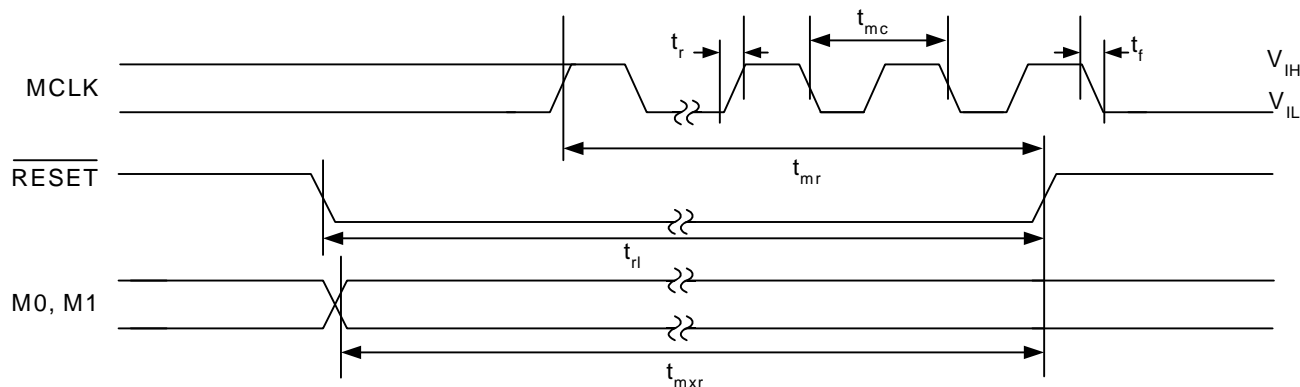 t_mc
t_r
t_f
V_IH
MCLK
V_IL
t_mr
RESET
t_rl
M0, M1
t_mxr